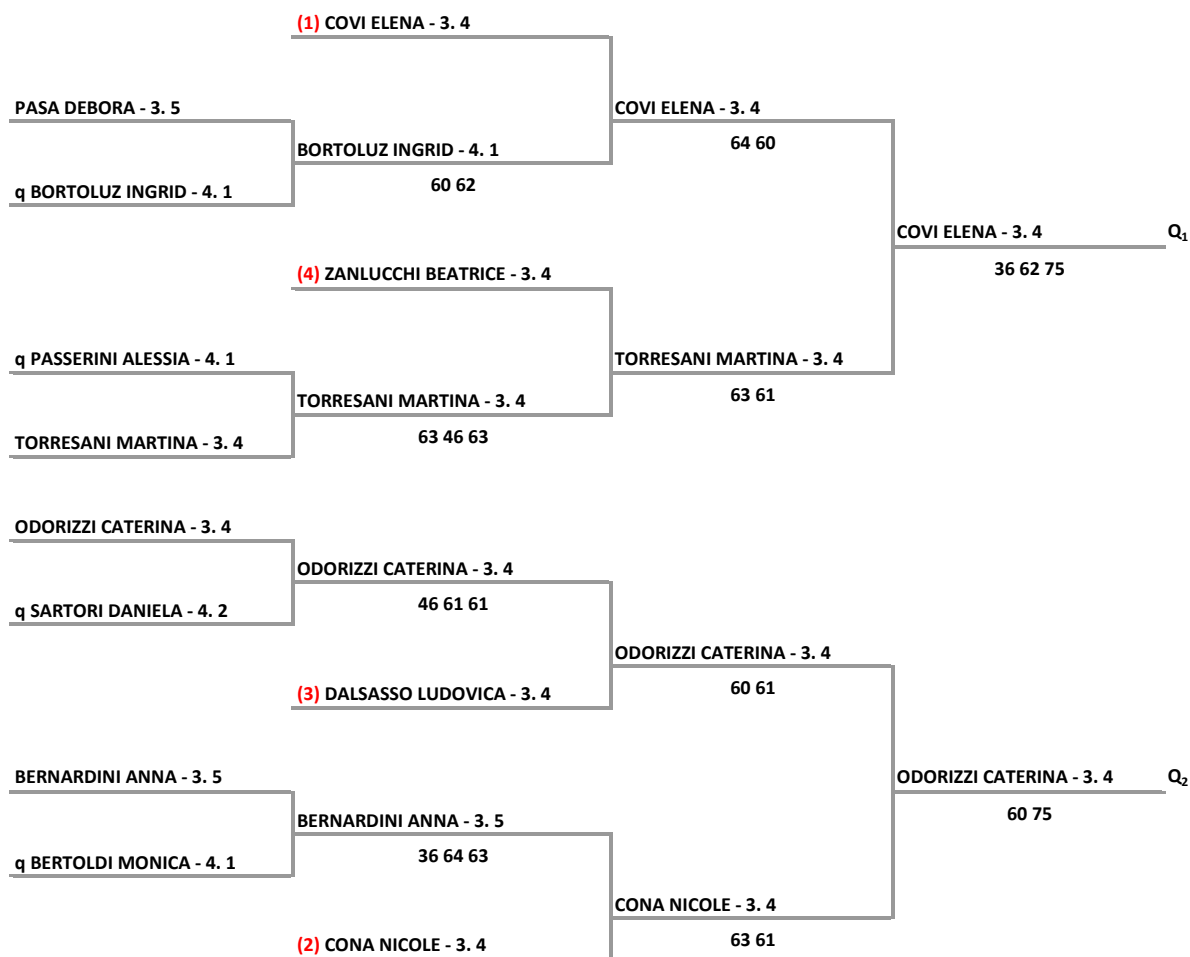 (1) COVI ELENA - 3. 4
PASA DEBORA - 3. 5
COVI ELENA - 3. 4
64 60
BORTOLUZ INGRID - 4. 1
60 62
q BORTOLUZ INGRID - 4. 1
COVI ELENA - 3. 4
Q₁
36 62 75
(4) ZANLUCCHI BEATRICE - 3. 4
q PASSERINI ALESSIA - 4. 1
TORRESANI MARTINA - 3. 4
63 61
TORRESANI MARTINA - 3. 4
63 46 63
TORRESANI MARTINA - 3. 4
ODORIZZI CATERINA - 3. 4
ODORIZZI CATERINA - 3. 4
46 61 61
q SARTORI DANIELA - 4. 2
ODORIZZI CATERINA - 3. 4
60 61
(3) DALSASSO LUDOVICA - 3. 4
BERNARDINI ANNA - 3. 5
ODORIZZI CATERINA - 3. 4
Q₂
60 75
BERNARDINI ANNA - 3. 5
36 64 63
q BERTOLDI MONICA - 4. 1
CONA NICOLE - 3. 4
63 61
(2) CONA NICOLE - 3. 4